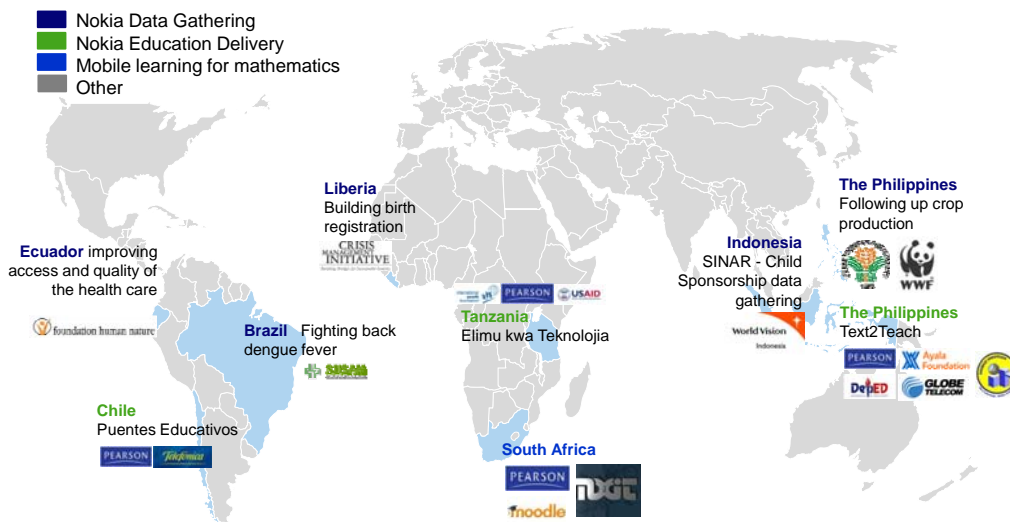 Nokia Data Gathering
Nokia Education Delivery
Mobile learning for mathematics
Other
Liberia
Building birth
registration
CRISIS
MANAGEMENT
INITIATIVE
The Philippines
Following up crop
production
WWF
Ecuador improving
access and quality of
the health care
foundation human nature
Indonesia
SINAR - Child
Sponsorship data
gathering
World Vision
Indonesia
PEARSON
USAID
Tanzania
Elimu kwa Teknolojia
The Philippines
Text2Teach
PEARSON
Ayala
Foundation
DepED
GLOBE
TELECOM
Brazil Fighting back
dengue fever
SUSAM
Chile
Puentes Educativos
PEARSON
Telefónica
South Africa
PEARSON
mxit
moodle